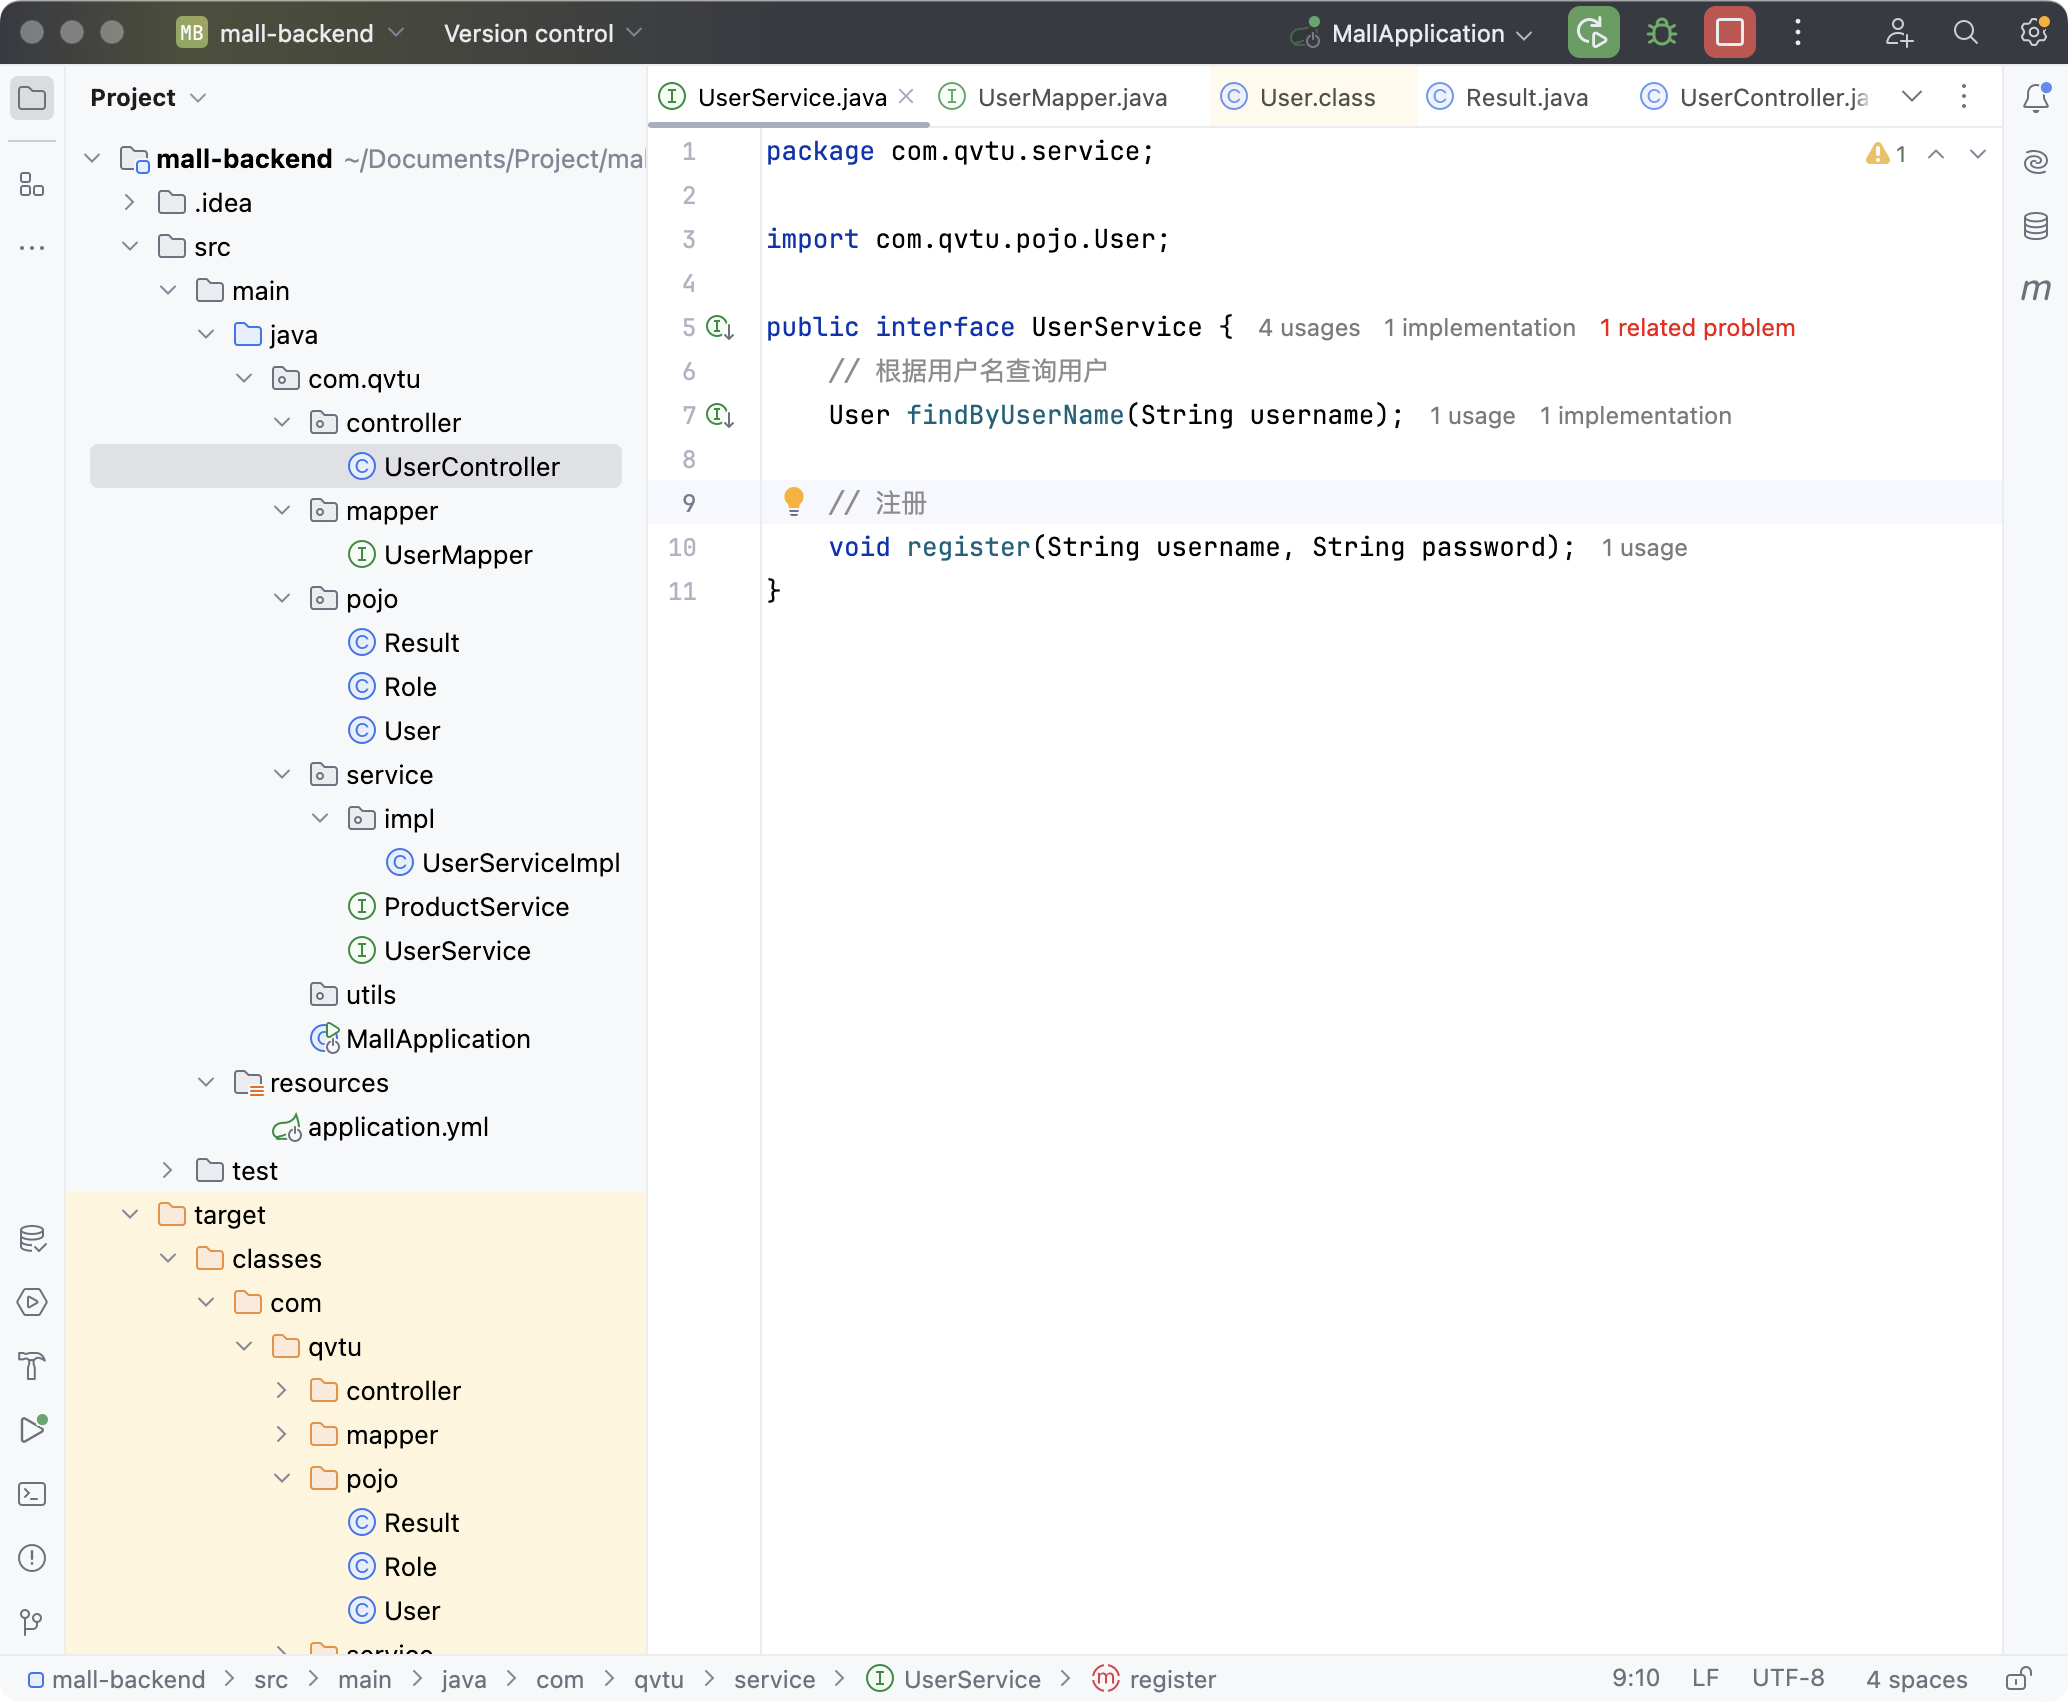 MB mall-backend Version control MallApplication
Project
mall-backend ~/Documents/Project/mal
.idea
src
main
java
com.qvtu
controller
UserController
mapper
UserMapper
pojo
Result
Role
User
service
impl
UserServiceImpl
ProductService
UserService
utils
MallApplication
resources
application.yml
test
target
classes
com
qvtu
controller
mapper
pojo
Result
Role
User
service
UserService.java UserMapper.java User.class Result.java UserController.ja
1 package com.qvtu.service;
1
2
3 import com.qvtu.pojo.User;
4
5 public interface UserService { 4 usages 1 implementation 1 related problem
6 // 根据用户名查询用户
7 User findByUserName(String username); 1 usage 1 implementation
8
9 // 注册
10 void register(String username, String password); 1 usage
11 }
m
mall-backend > src > main > java > com > qvtu > service > UserService > register
9:10 LF UTF-8 4 spaces